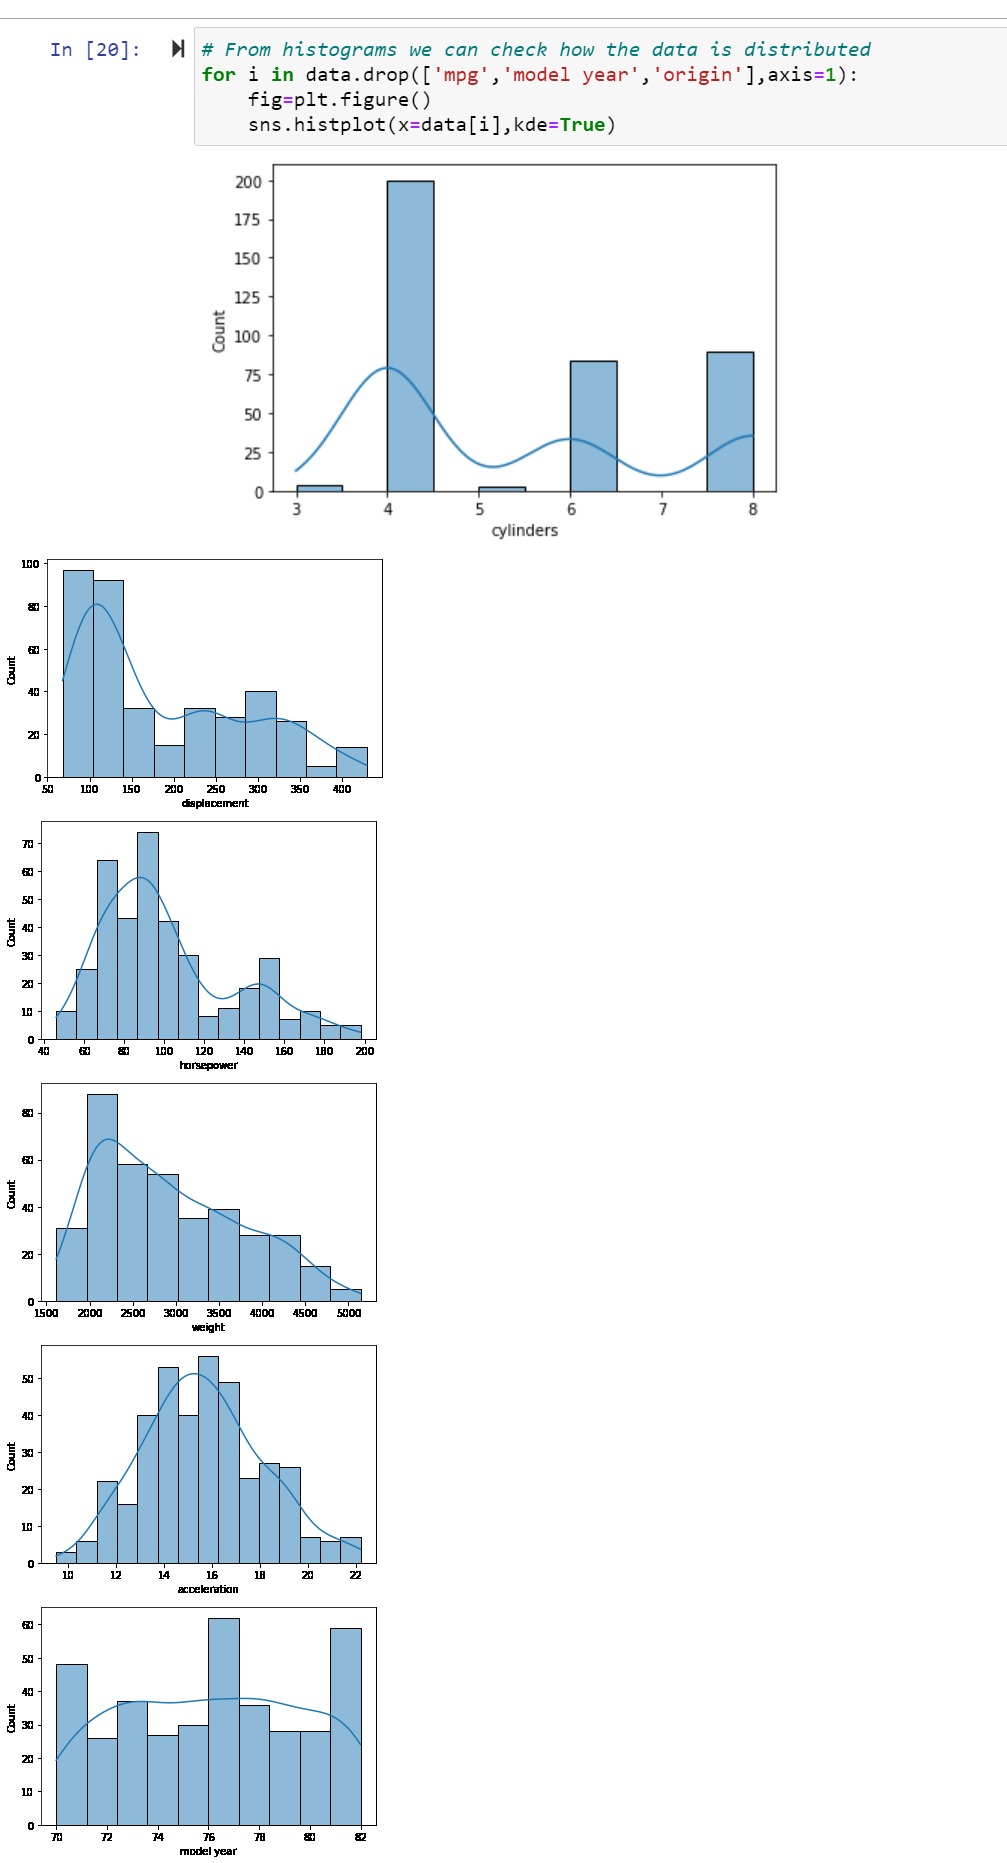 In [20]:
# From histograms we can check how the data is distributed
for i in data.drop(['mpg','model year','origin'],axis=1):
    fig=plt.figure()
    sns.histplot(x=data[i],kde=True)
200
175
150
125
100
75
50
25
0
Count
3 4 5 6 7 8
cylinders
100
80
60
40
20
0
Count
50 100 150 200 250 300 350 400
displacement
70
60
50
40
30
20
10
0
Count
40 60 80 100 120 140 160 180 200
horsepower
80
60
40
20
0
Count
1500 2000 2500 3000 3500 4000 4500 5000
weight
50
40
30
20
10
0
Count
10 12 14 16 18 20 22
acceleration
60
50
40
30
20
10
0
Count
70 72 74 76 78 80 82
model year